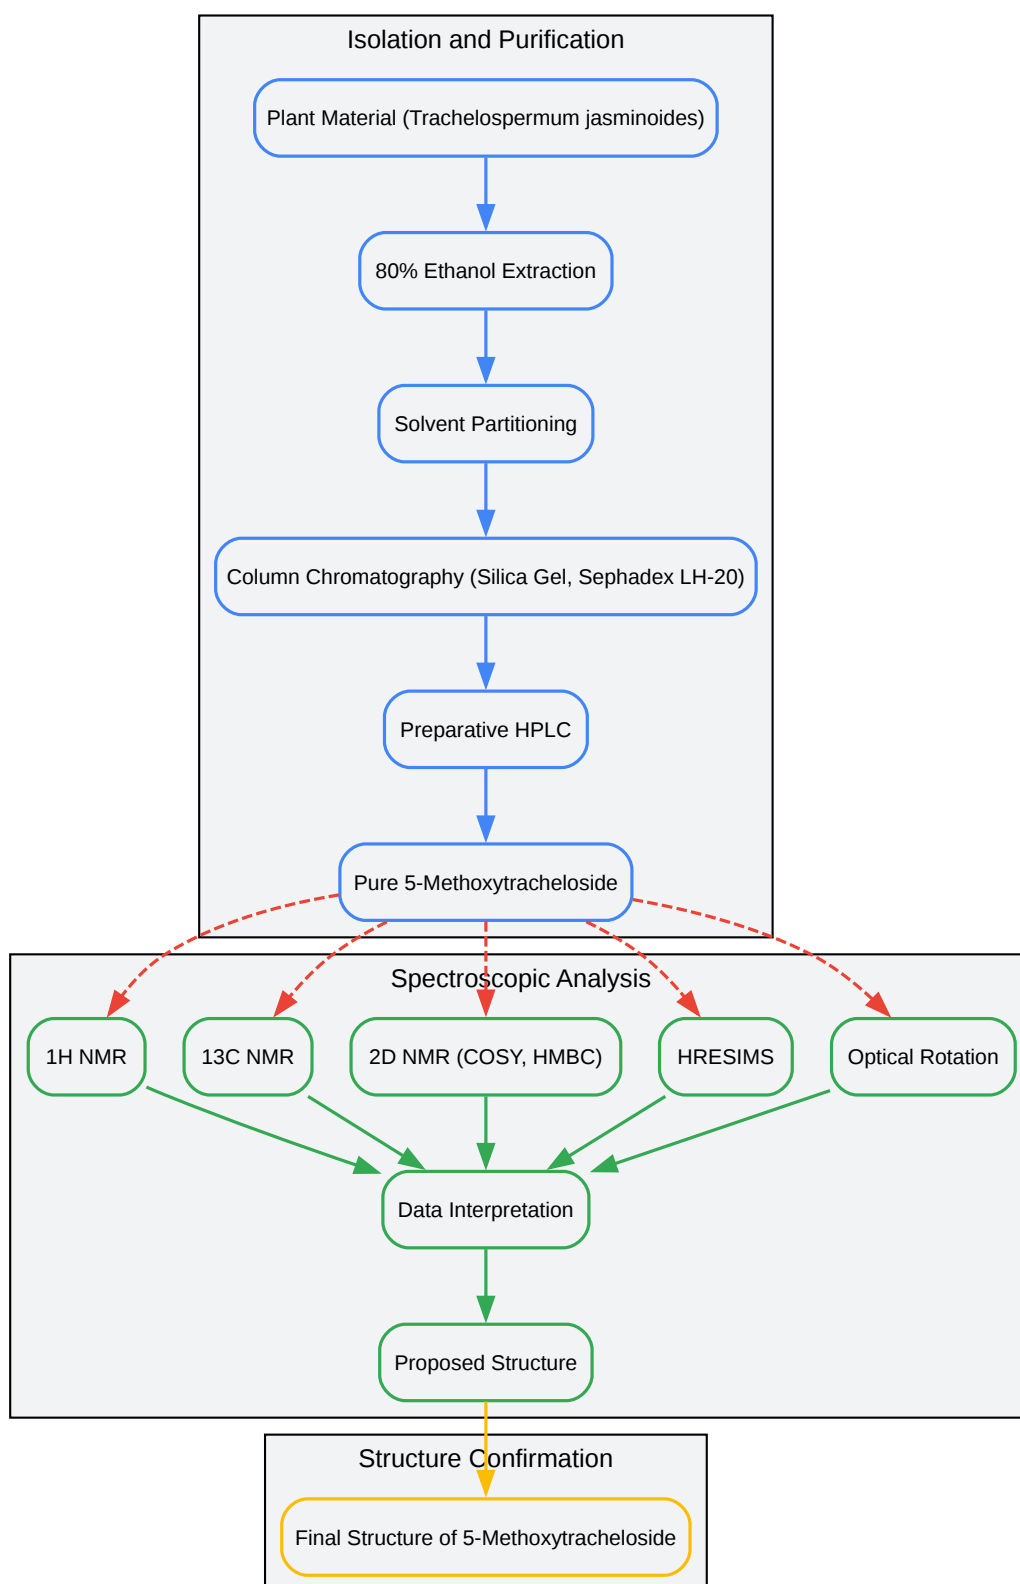 Isolation and Purification
Plant Material (Trachelospermum jasminoides)
80% Ethanol Extraction
Solvent Partitioning
Column Chromatography (Silica Gel, Sephadex LH-20)
Preparative HPLC
Pure 5-Methoxytracheloside
Spectroscopic Analysis
1H NMR
13C NMR
2D NMR (COSY, HMBC)
HRESIMS
Optical Rotation
Data Interpretation
Proposed Structure
Structure Confirmation
Final Structure of 5-Methoxytracheloside